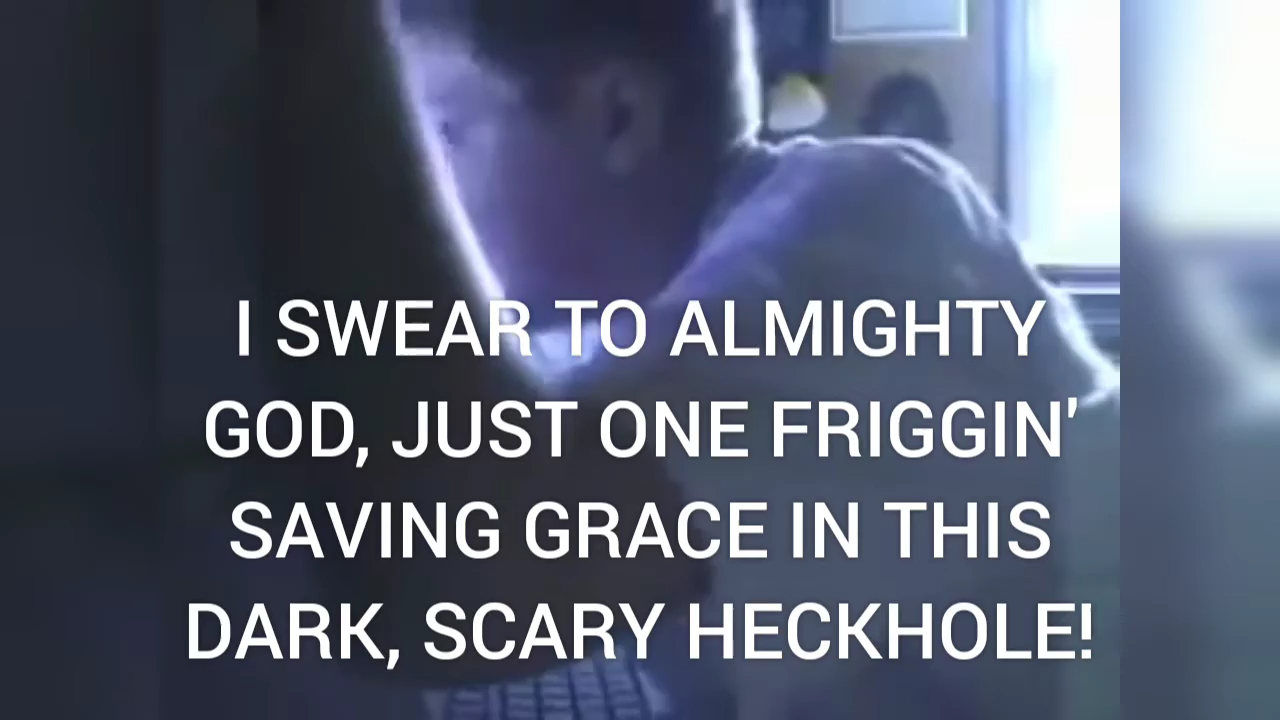 I SWEAR TO ALMIGHTY
GOD, JUST ONE FRIGGIN'
SAVING GRACE IN THIS
DARK, SCARY HECKHOLE!